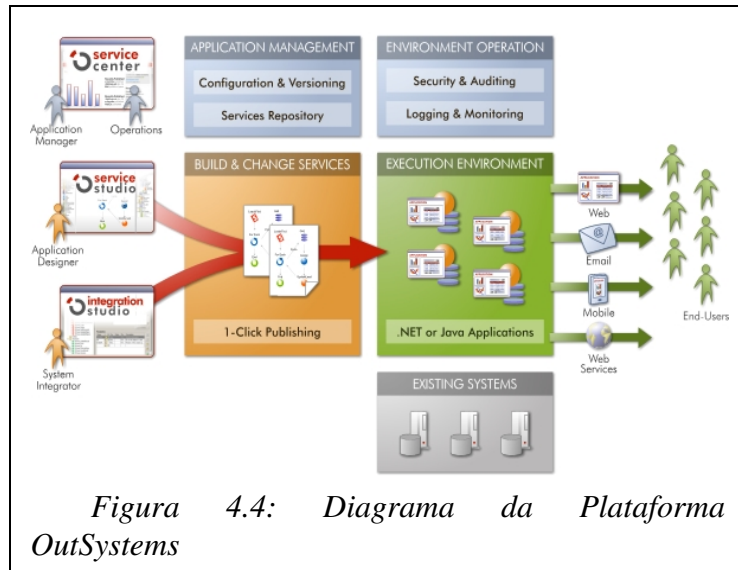 service
center
Application
Manager
Operations
APPLICATION MANAGEMENT
Configuration & Versioning
Services Repository
ENVIRONMENT OPERATION
Security & Auditing
Logging & Monitoring
service
studio
Application
Designer
integration
studio
System
Integrator
BUILD & CHANGE SERVICES
1-Click Publishing
EXECUTION ENVIRONMENT
.NET or Java Applications
Web
Email
Mobile
Web
Services
End-Users
EXISTING SYSTEMS
Figura 4.4: Diagrama da Plataforma
OutSystems